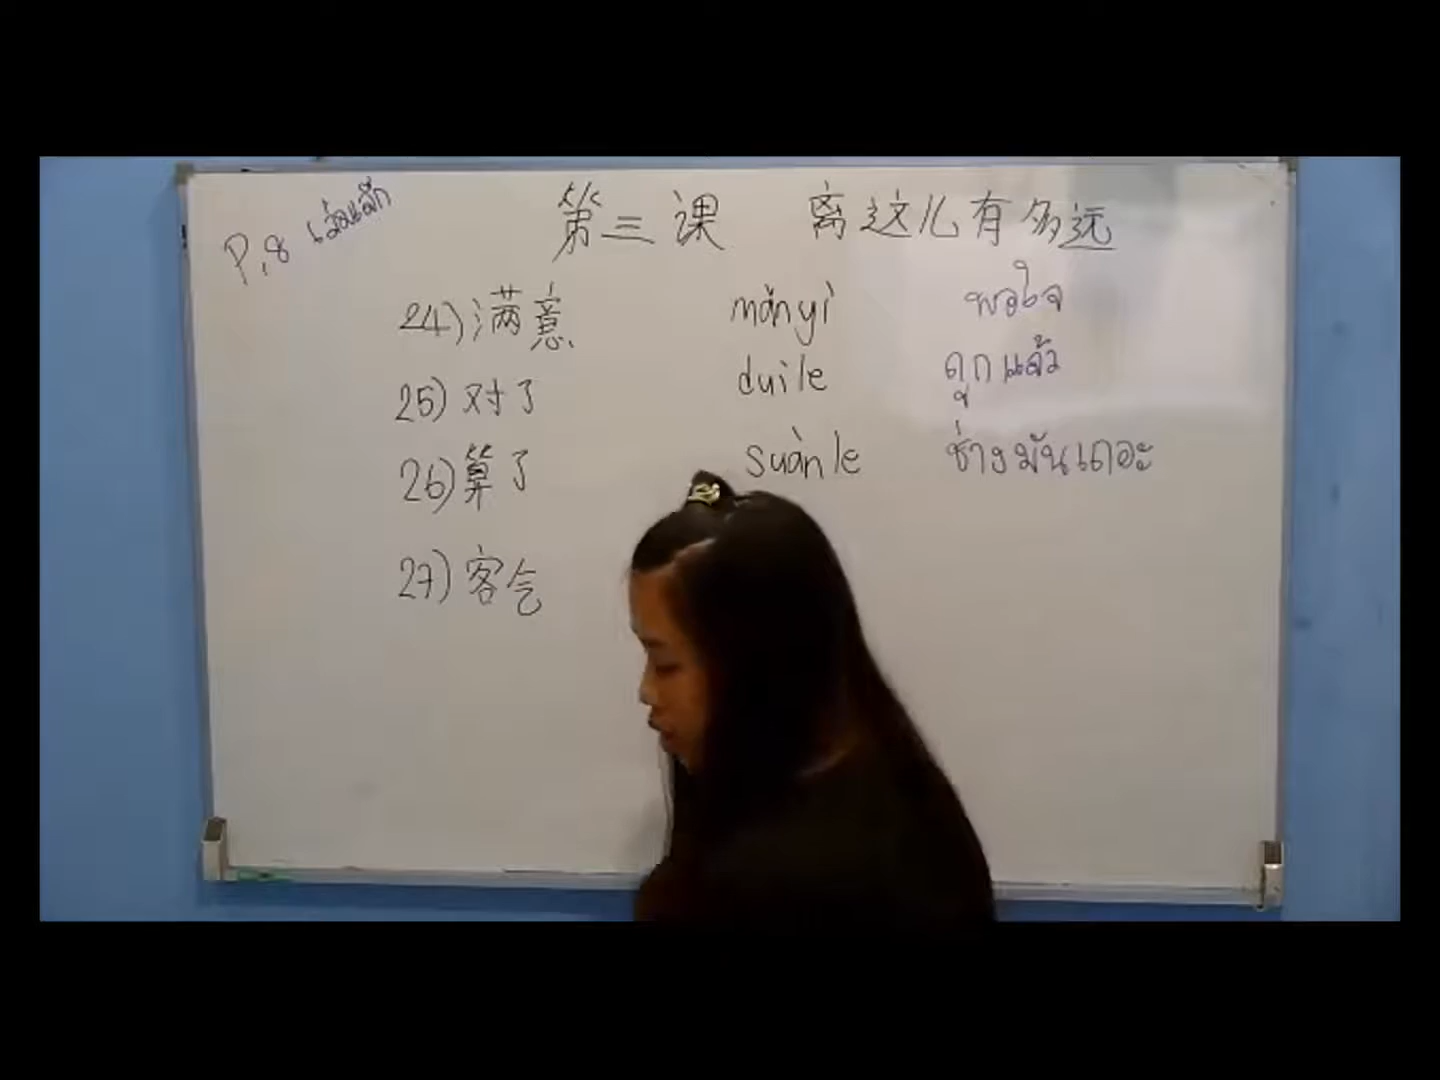 P.8 เล่มเล็ก
第三课 离这儿有多远
24) 满意 mǎnyì พอใจ
25) 对了 duìle ถูกแล้ว
26) 算了 suànle ช่างมันเถอะ
27) 客气